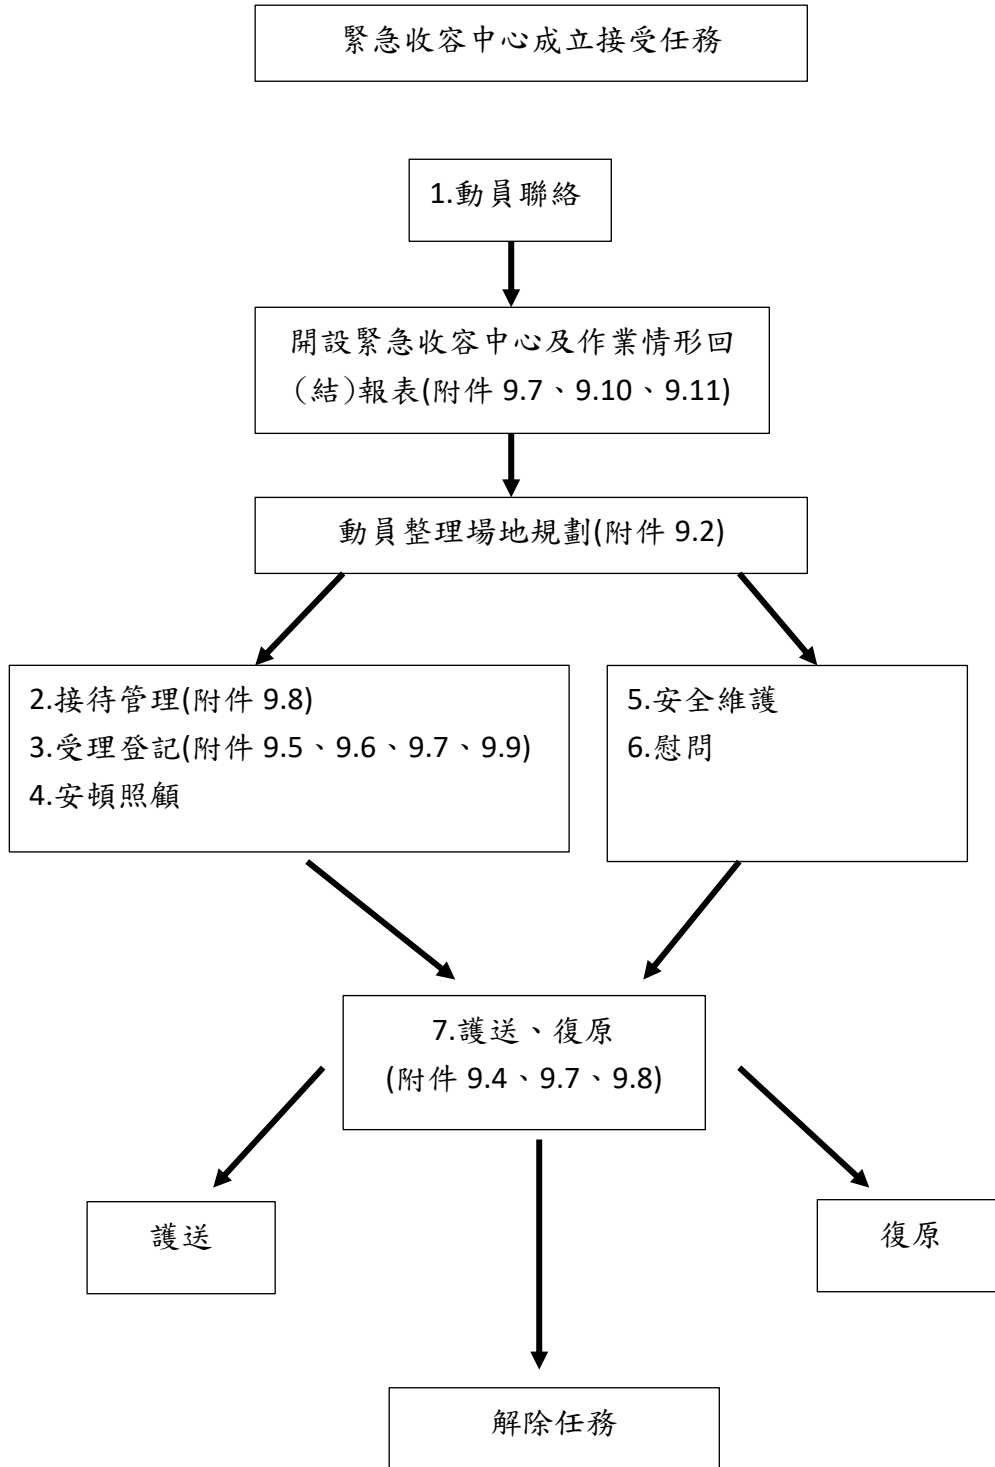 緊急收容中心成立接受任務
1.動員聯絡
開設緊急收容中心及作業情形回
(結)報表(附件 9.7、9.10、9.11)
動員整理場地規劃(附件 9.2)
2.接待管理(附件 9.8)
3.受理登記(附件 9.5、9.6、9.7、9.9)
4.安頓照顧
5.安全維護
6.慰問
7.護送、復原
(附件 9.4、9.7、9.8)
護送
復原
解除任務